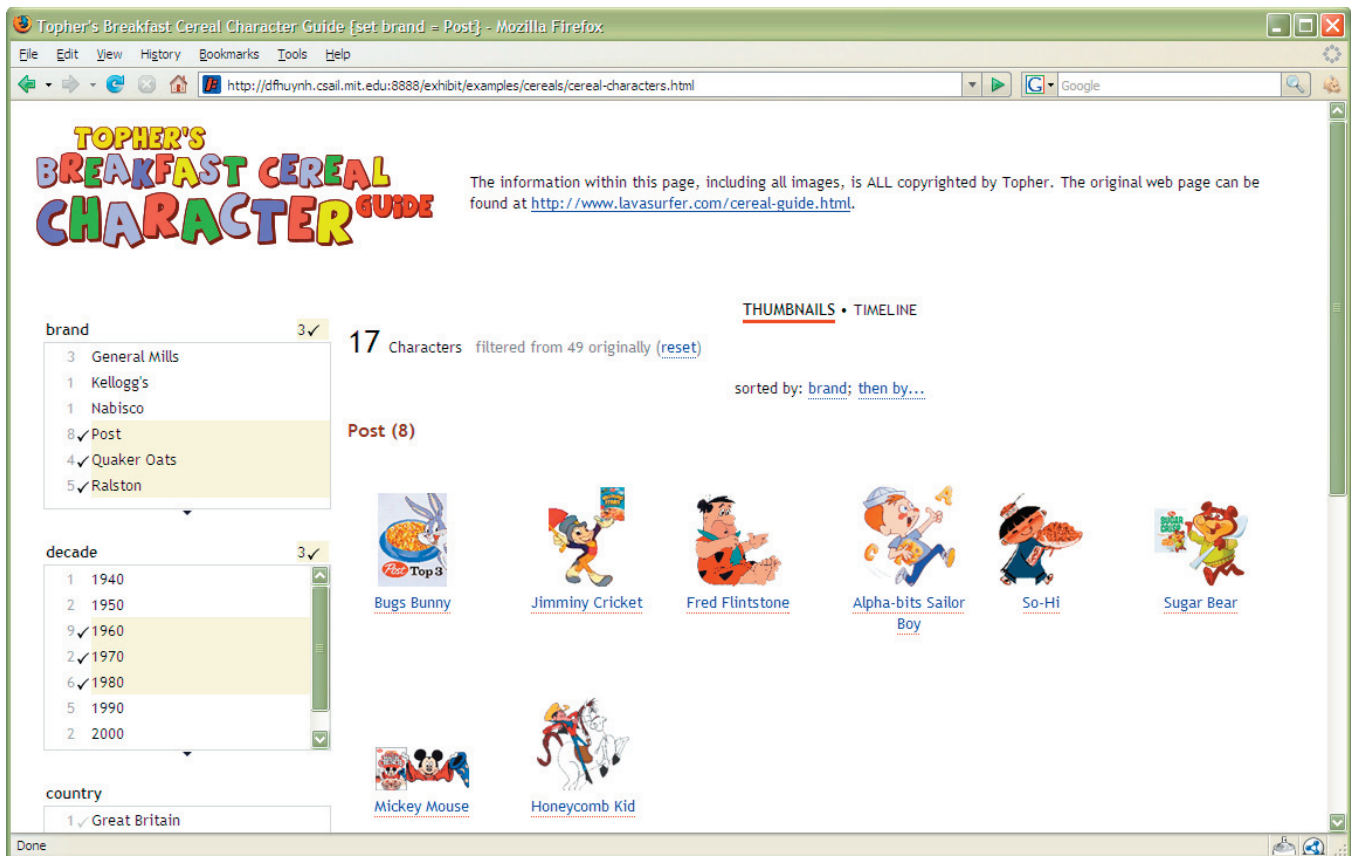 Topher's Breakfast Cereal Character Guide {set brand = Post} - Mozilla Firefox
File Edit View History Bookmarks Tools Help
http://dfhuynh.csail.mit.edu:8888/exhibit/examples/cereals/cereal-characters.html
G Google
TOPHER'S
BREAKFAST CEREAL
CHARACTER GUiDE
The information within this page, including all images, is ALL copyrighted by Topher. The original web page can be
found at http://www.lavasurfer.com/cereal-guide.html.
THUMBNAILS • TIMELINE
brand 3✓
3 General Mills
1 Kellogg's
1 Nabisco
8✓Post
4✓Quaker Oats
5✓Ralston
17 Characters filtered from 49 originally (reset)
sorted by: brand; then by...
Post (8)
Post Top 3
A
C
SUGAR
CRISP
Bugs Bunny
Jimminy Cricket
Fred Flintstone
Alpha-bits Sailor
Boy
So-Hi
Sugar Bear
decade 3✓
1 1940
2 1950
9✓1960
2✓1970
6✓1980
5 1990
2 2000
Mickey Mouse
Honeycomb Kid
country
1✓Great Britain
Done